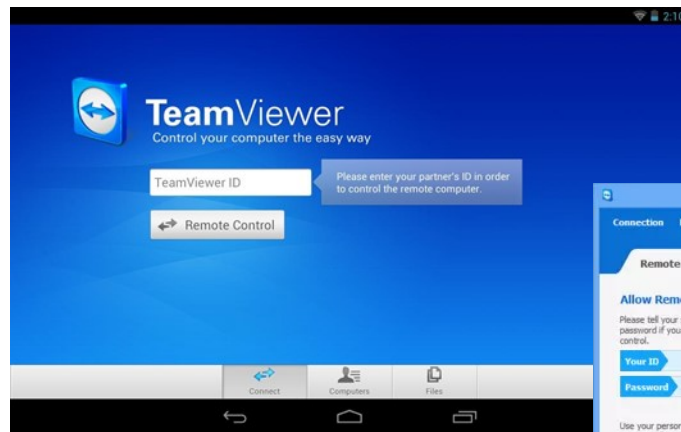 2:10
TeamViewer
Control your computer the easy way
TeamViewer ID
Please enter your partner's ID in order
to control the remote computer.
Remote Control
Connect
Computers
Files
Connection
Remote
Allow Rem
Please tell your
password if you
control.
Your ID
Password
Use your person